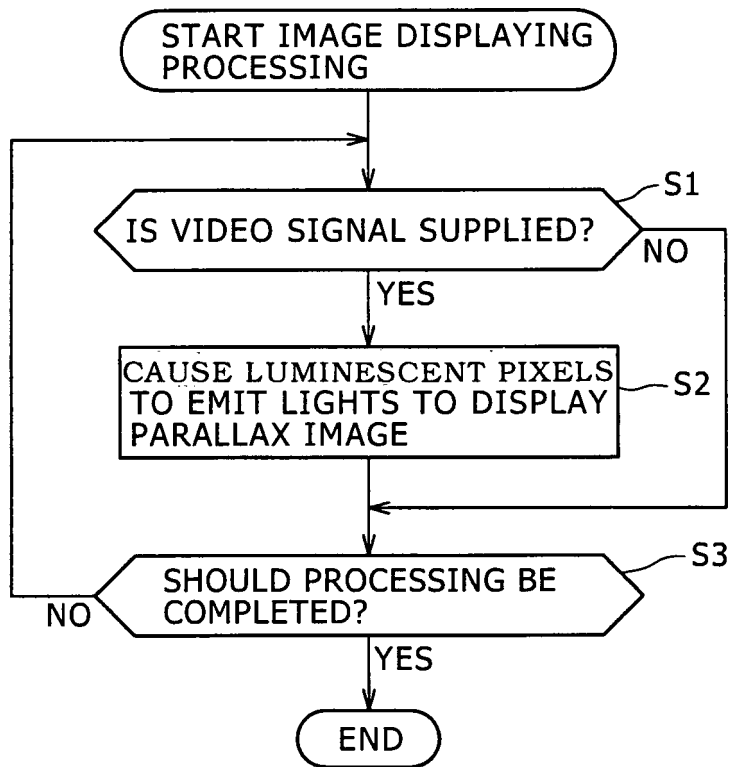 START IMAGE DISPLAYING
PROCESSING
S1
IS VIDEO SIGNAL SUPPLIED?
NO
YES
CAUSE LUMINESCENT PIXELS
TO EMIT LIGHTS TO DISPLAY
PARALLAX IMAGE
S2
S3
SHOULD PROCESSING BE
COMPLETED?
NO
YES
END